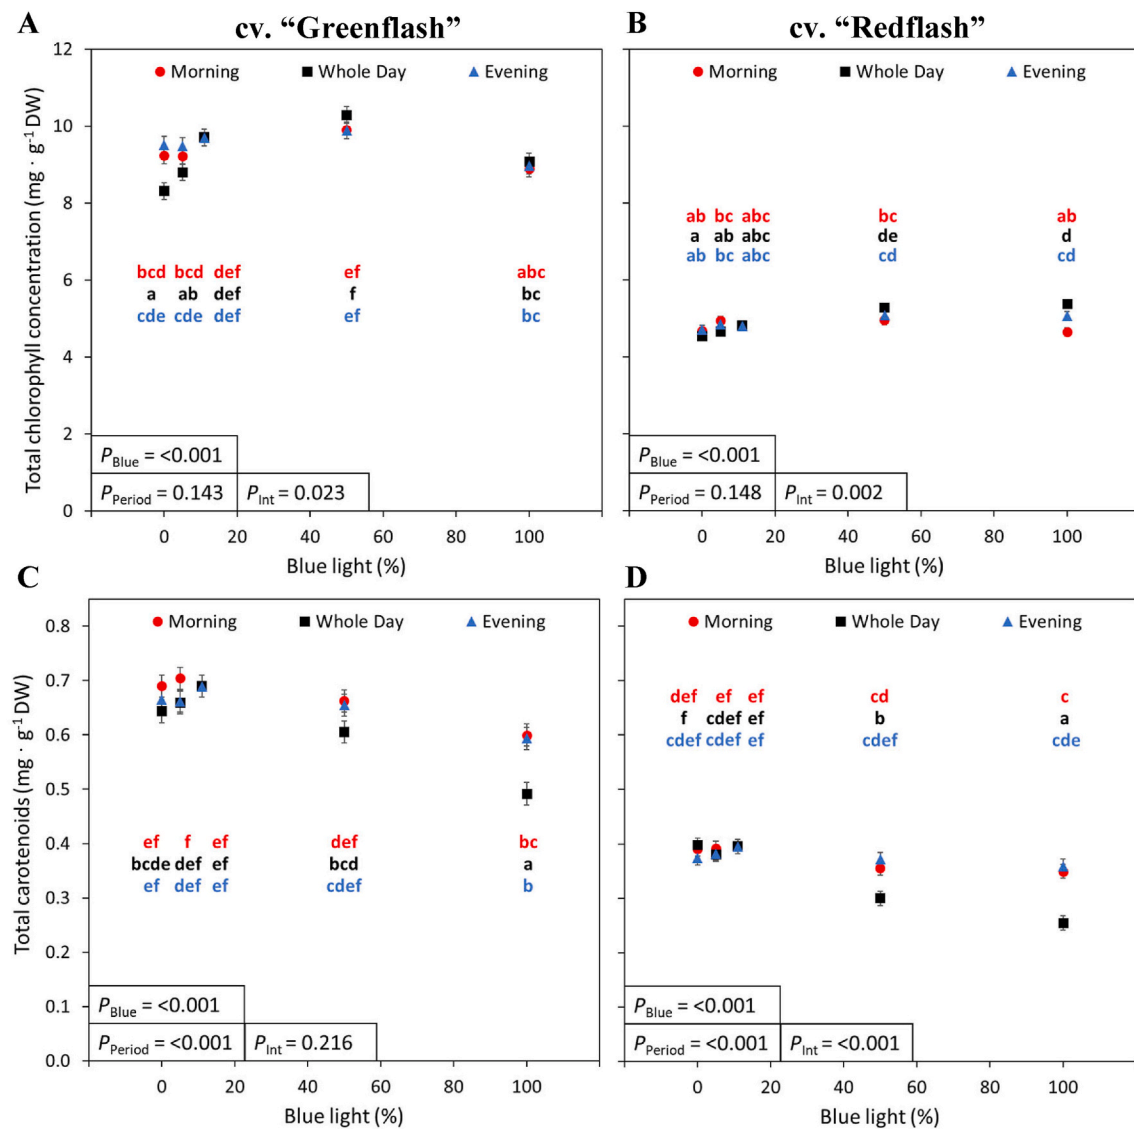 A
cv. “Greenflash”
B
cv. “Redflash”
Total chlorophyll concentration (mg · g-1 DW)
12
10
8
6
4
2
0
Morning Whole Day Evening
bcd bcd def ef abc
a ab def f bc
cde cde def ef bc
PBlue = <0.001
PPeriod = 0.143 PInt = 0.023
0 20 40 60 80 100
Blue light (%)
Morning Whole Day Evening
ab bc abc bc ab
a ab abc de d
ab bc abc cd cd
PBlue = <0.001
PPeriod = 0.148 PInt = 0.002
0 20 40 60 80 100
Blue light (%)
C
Total carotenoids (mg · g-1 DW)
0.8
0.7
0.6
0.5
0.4
0.3
0.2
0.1
0.0
Morning Whole Day Evening
ef f ef def bc
bcde def ef bcd a
ef def ef cdef b
PBlue = <0.001
PPeriod = <0.001 PInt = 0.216
0 20 40 60 80 100
Blue light (%)
D
Morning Whole Day Evening
def ef ef cd c
f cdef ef b a
cdef cdef ef cdef cde
PBlue = <0.001
PPeriod = <0.001 PInt = <0.001
0 20 40 60 80 100
Blue light (%)